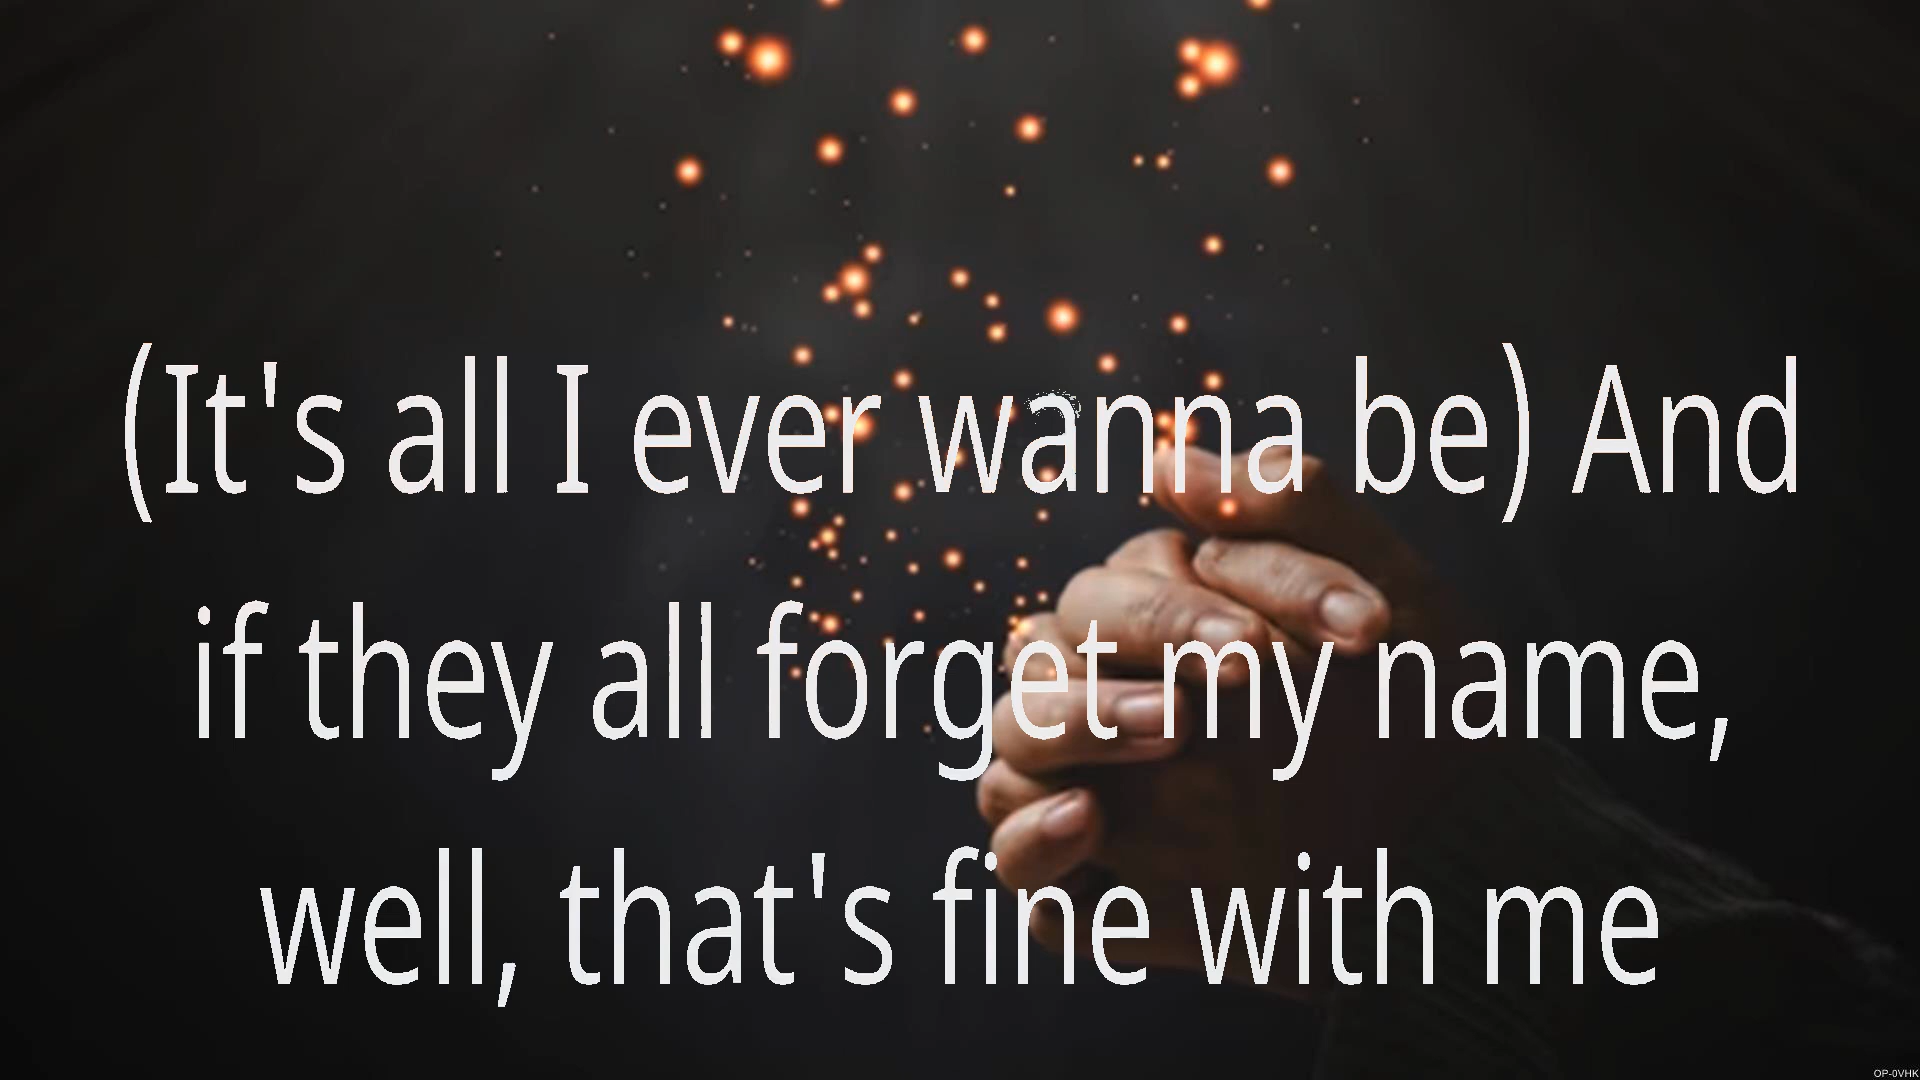 (It's all I ever wanna be) And
if they all forget my name,
well, that's fine with me
OP-0VHK